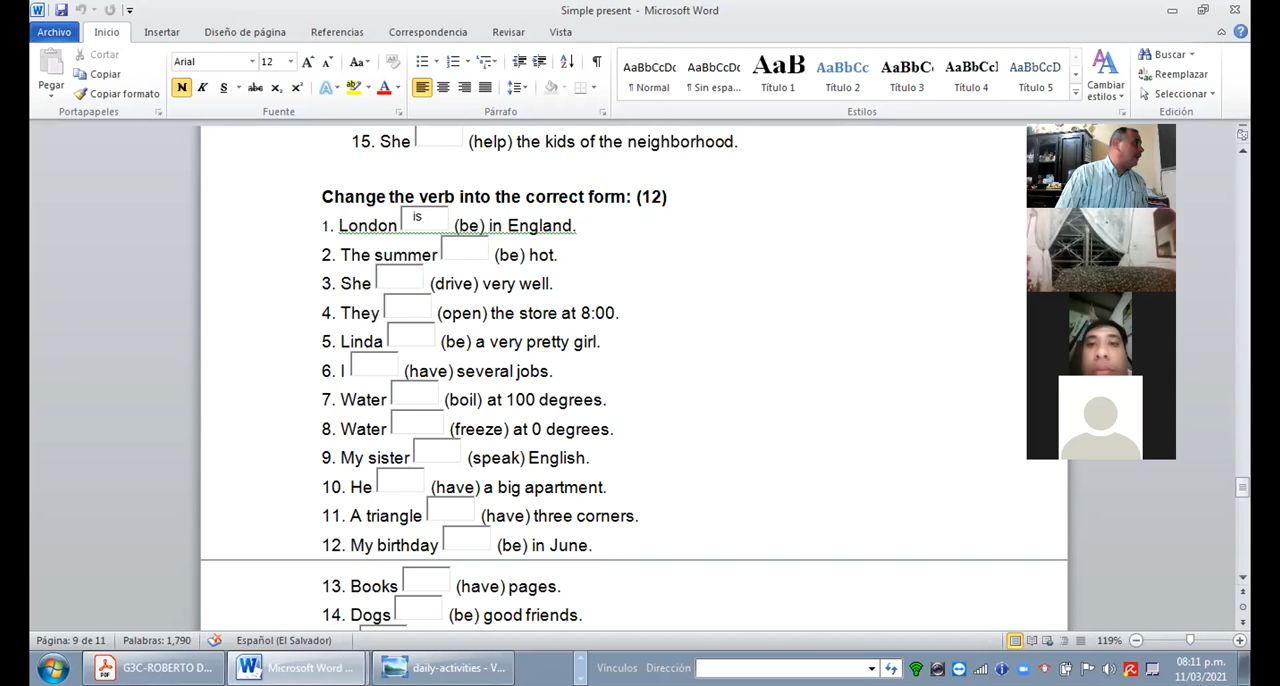 Simple present - Microsoft Word
Archivo Inicio Insertar Diseño de página Referencias Correspondencia Revisar Vista
Pegar
Cortar
Copiar
Copiar formato
Portapapeles
Arial 12
N K S abc x₂ x² A
Fuente
Párrafo
AaBbCcDc AaBbCcDc AaB AaBbCc AaBbC AaBbCcI AaBbCcD
¶ Normal ¶ Sin espa... Título 1 Título 2 Título 3 Título 4 Título 5
Cambiar estilos
Estilos
Buscar
Reemplazar
Seleccionar
Edición
15. She (help) the kids of the neighborhood.
Change the verb into the correct form: (12)
1. London is (be) in England.
2. The summer (be) hot.
3. She (drive) very well.
4. They (open) the store at 8:00.
5. Linda (be) a very pretty girl.
6. I (have) several jobs.
7. Water (boil) at 100 degrees.
8. Water (freeze) at 0 degrees.
9. My sister (speak) English.
10. He (have) a big apartment.
11. A triangle (have) three corners.
12. My birthday (be) in June.
13. Books (have) pages.
14. Dogs (be) good friends.
Página: 9 de 11 Palabras: 1,790 Español (El Salvador) 119%
G3C-ROBERTO D... Microsoft Word ... daily-activities - V... Vínculos Dirección
08:11 p.m.
11/03/2021